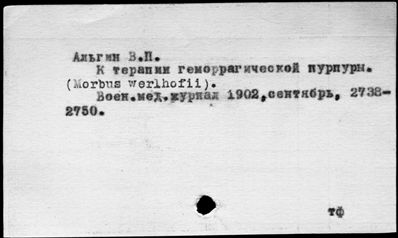 Альгин В.П.
К терапии геморрагической пурпуры.
(Morbus werlhofii).
Воен.мед.журнал 1902,сентябрь, 2738-
2750.
тф